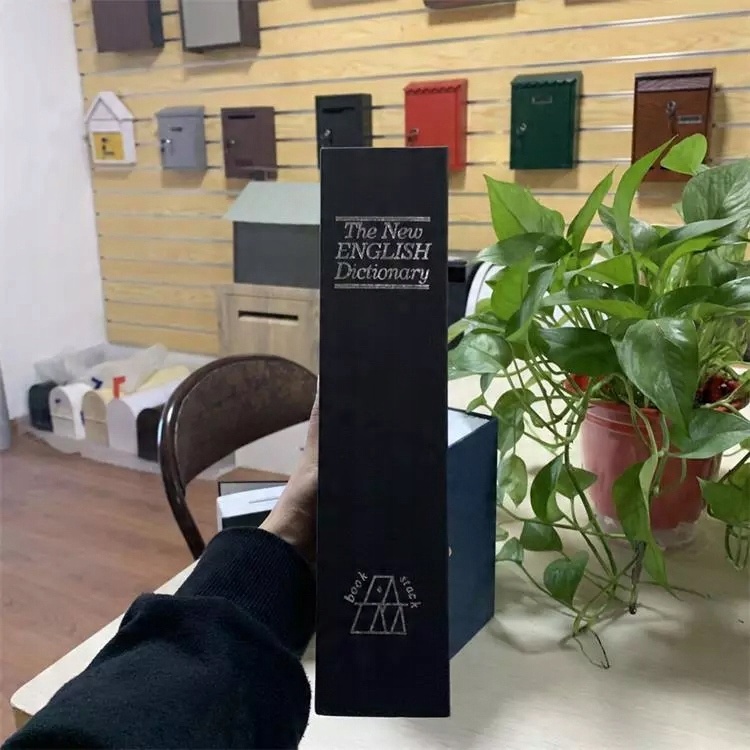 The New
ENGLISH
Dictionary
book stack